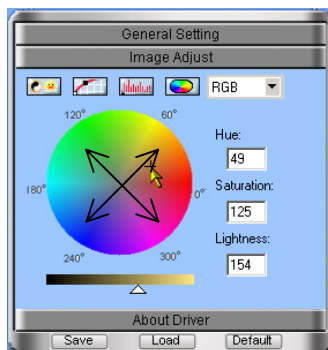 General Setting
Image Adjust
RGB
120°
60°
180°
0°
240°
300°
Hue:
49
Saturation:
125
Lightness:
154
About Driver
Save
Load
Default